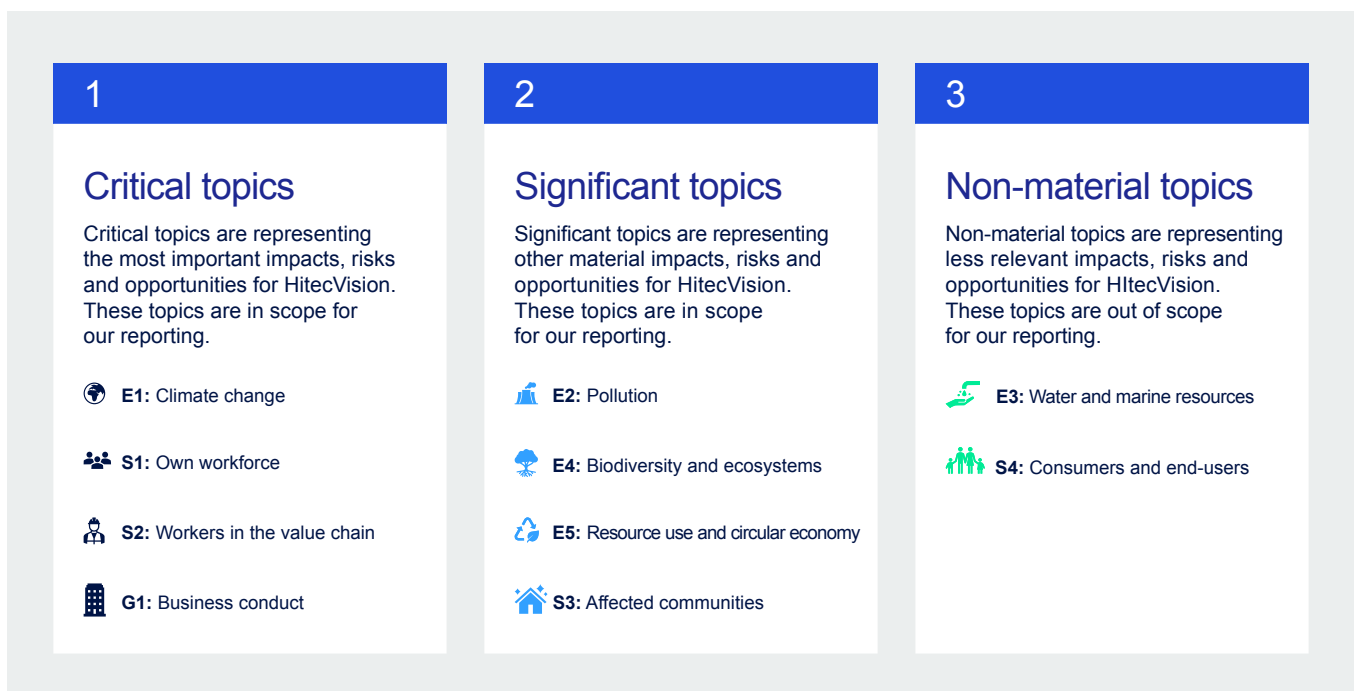 1
Critical topics
Critical topics are representing
the most important impacts, risks
and opportunities for HitecVision.
These topics are in scope for
our reporting.
E1: Climate change
S1: Own workforce
S2: Workers in the value chain
G1: Business conduct
2
Significant topics
Significant topics are representing
other material impacts, risks and
opportunities for HitecVision.
These topics are in scope
for our reporting.
E2: Pollution
E4: Biodiversity and ecosystems
E5: Resource use and circular economy
S3: Affected communities
3
Non-material topics
Non-material topics are representing
less relevant impacts, risks and
opportunities for HItecVision.
These topics are out of scope
for our reporting.
E3: Water and marine resources
S4: Consumers and end-users